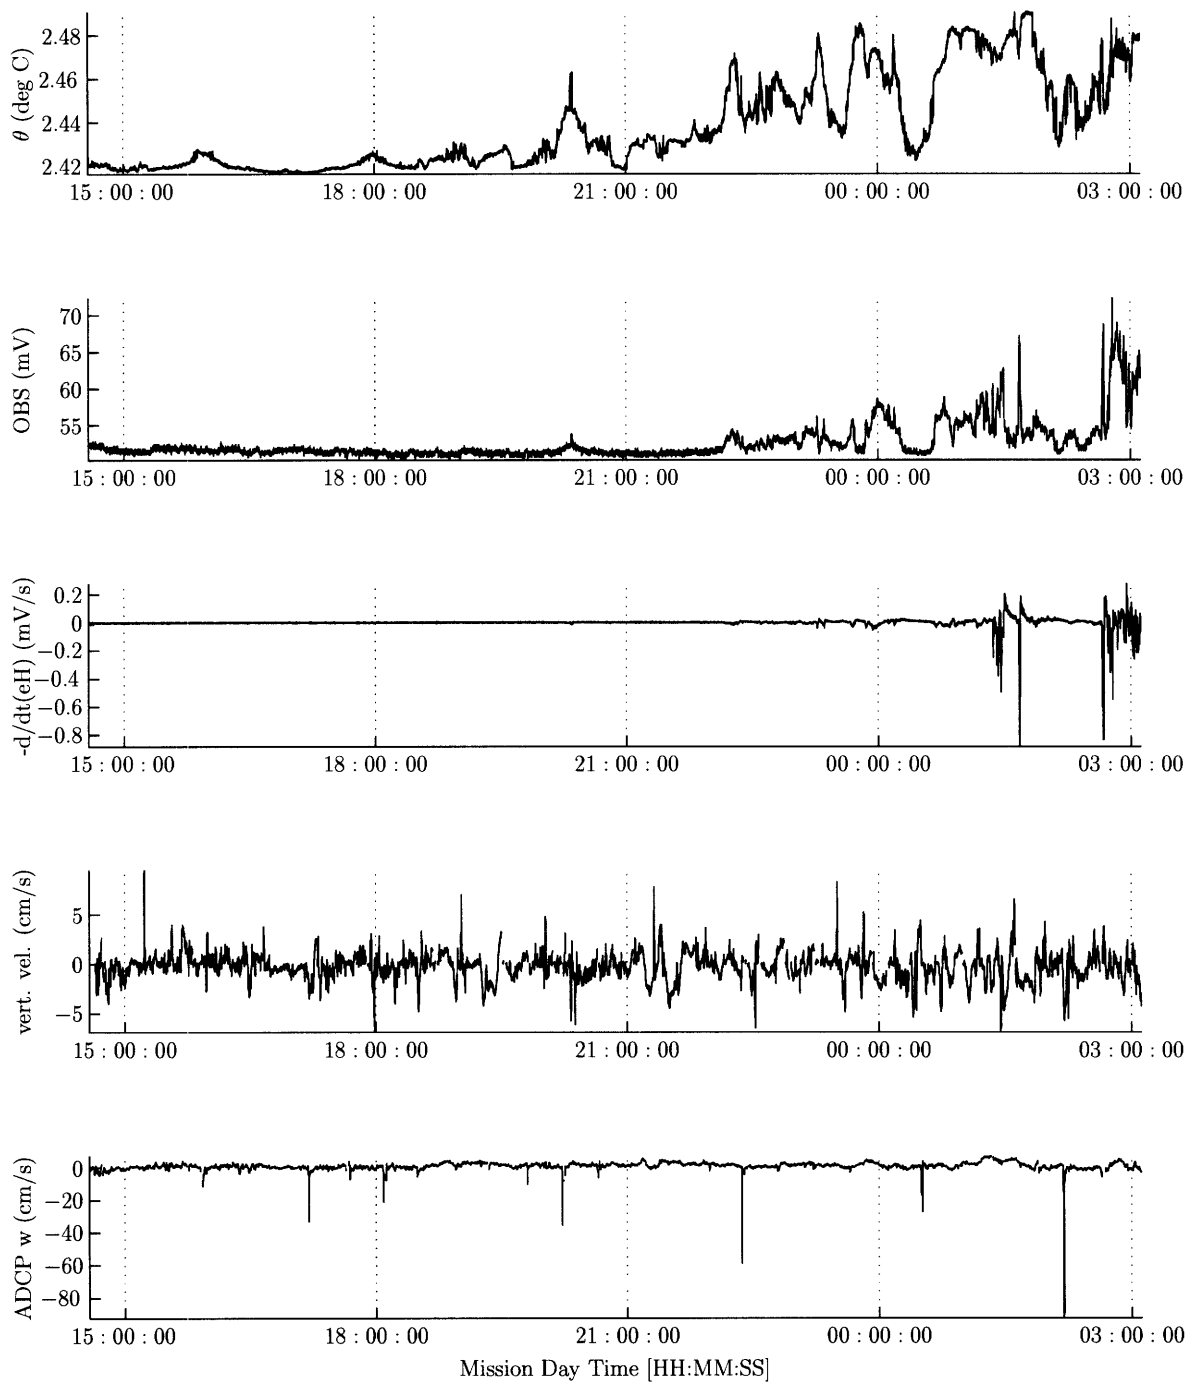 θ (deg C)
2.48
2.46
2.44
2.42
15 : 00 : 00 18 : 00 : 00 21 : 00 : 00 00 : 00 : 00 03 : 00 : 00
OBS (mV)
70
65
60
55
15 : 00 : 00 18 : 00 : 00 21 : 00 : 00 00 : 00 : 00 03 : 00 : 00
-d/dt(eH) (mV/s)
0.2
0
−0.2
−0.4
−0.6
−0.8
15 : 00 : 00 18 : 00 : 00 21 : 00 : 00 00 : 00 : 00 03 : 00 : 00
vert. vel. (cm/s)
5
0
−5
15 : 00 : 00 18 : 00 : 00 21 : 00 : 00 00 : 00 : 00 03 : 00 : 00
ADCP w (cm/s)
0
−20
−40
−60
−80
15 : 00 : 00 18 : 00 : 00 21 : 00 : 00 00 : 00 : 00 03 : 00 : 00
Mission Day Time [HH:MM:SS]